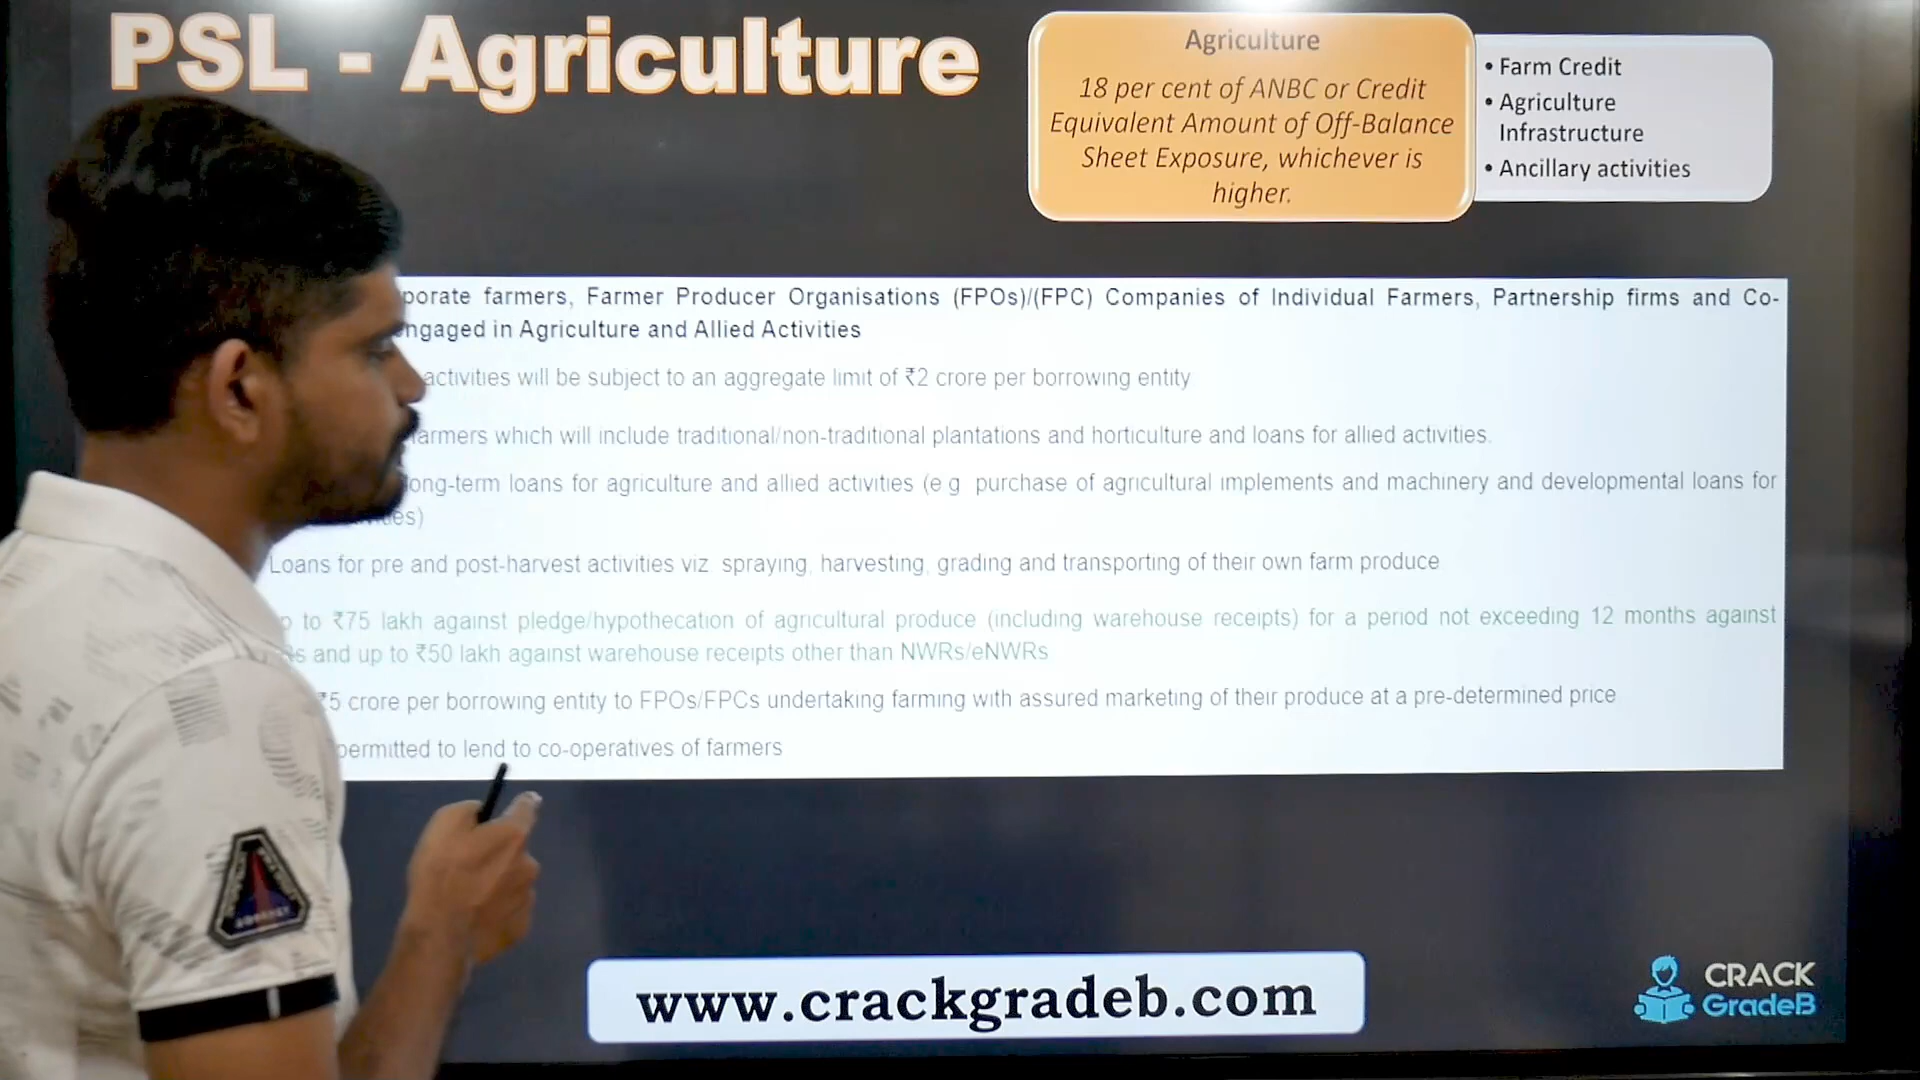 PSL - Agriculture
Agriculture
18 per cent of ANBC or Credit
Equivalent Amount of Off-Balance
Sheet Exposure, whichever is
higher.
• Farm Credit
• Agriculture
Infrastructure
• Ancillary activities
farmers, Farmer Producer Organisations (FPOs)/(FPC) Companies of Individual Farmers, Partnership firms and Co-
in Agriculture and Allied Activities
activities will be subject to an aggregate limit of ₹2 crore per borrowing entity
farmers which will include traditional/non-traditional plantations and horticulture and loans for allied activities.
loans for agriculture and allied activities (e g purchase of agricultural implements and machinery and developmental loans for
Loans for pre and post-harvest activities viz spraying, harvesting, grading and transporting of their own farm produce
to ₹75 lakh against pledge/hypothecation of agricultural produce (including warehouse receipts) for a period not exceeding 12 months against
and up to ₹50 lakh against warehouse receipts other than NWRs/eNWRs
₹5 crore per borrowing entity to FPOs/FPCs undertaking farming with assured marketing of their produce at a pre-determined price
permitted to lend to co-operatives of farmers
www.crackgradeb.com
CRACK
GradeB